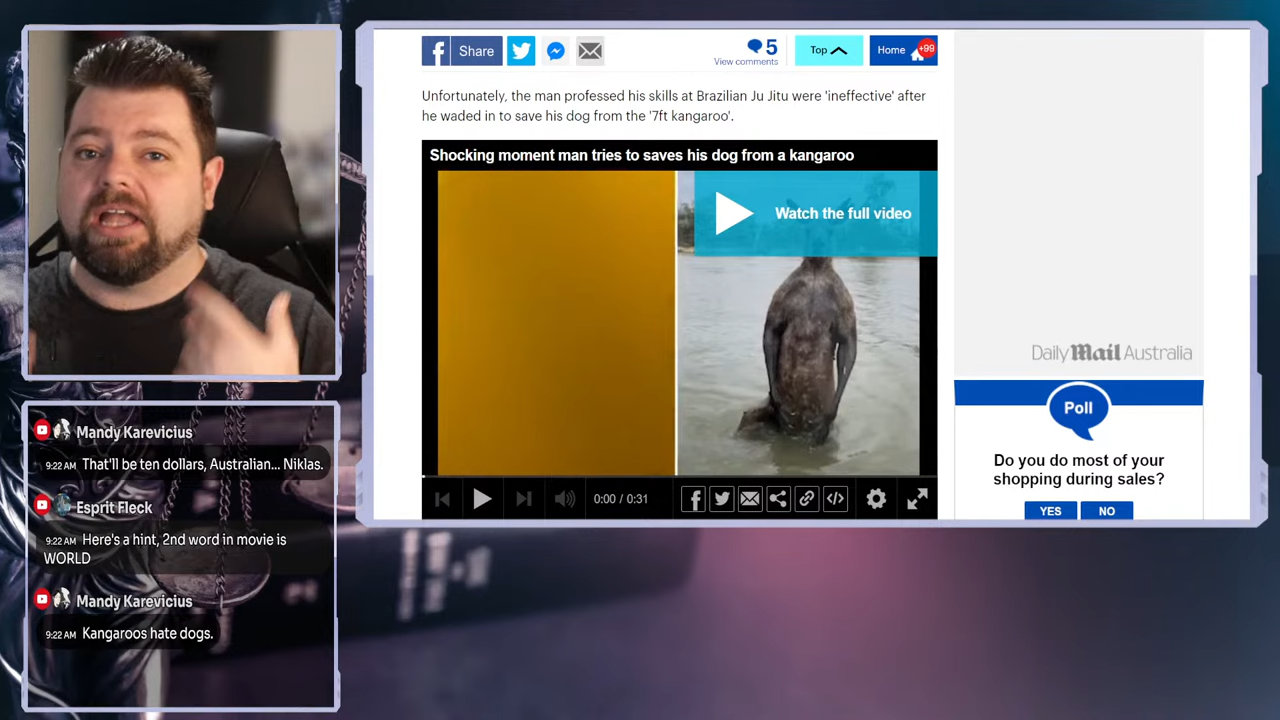 Share
5
View comments
Top
Home
+99
Unfortunately, the man professed his skills at Brazilian Ju Jitu were 'ineffective' after
he waded in to save his dog from the '7ft kangaroo'.
Shocking moment man tries to saves his dog from a kangaroo
Watch the full video
0:00 / 0:31
Daily Mail Australia
Poll
Do you do most of your
shopping during sales?
YES NO
Mandy Karevicius
9:22 AM That'll be ten dollars, Australian... Niklas.
Esprit Fleck
9:22 AM Here's a hint, 2nd word in movie is
WORLD
Mandy Karevicius
9:22 AM Kangaroos hate dogs.